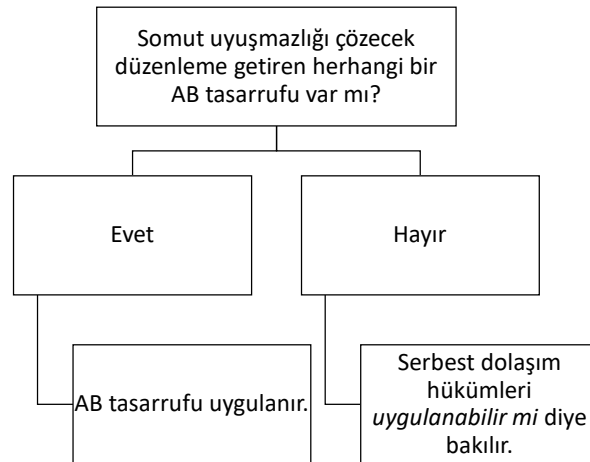 Somut uyuşmazlığı çözecek
düzenleme getiren herhangi bir
AB tasarrufu var mı?
Evet
Hayır
AB tasarrufu uygulanır.
Serbest dolaşım
hükümleri
uygulanabilir mi diye
bakılır.